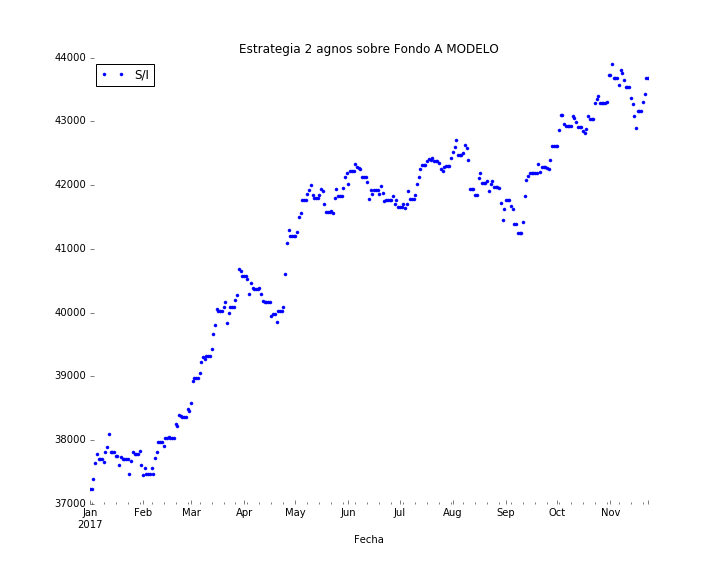 Estrategia 2 agnos sobre Fondo A MODELO
S/I
44000
43000
42000
41000
40000
39000
38000
37000
Jan Feb Mar Apr May Jun Jul Aug Sep Oct Nov
2017
Fecha